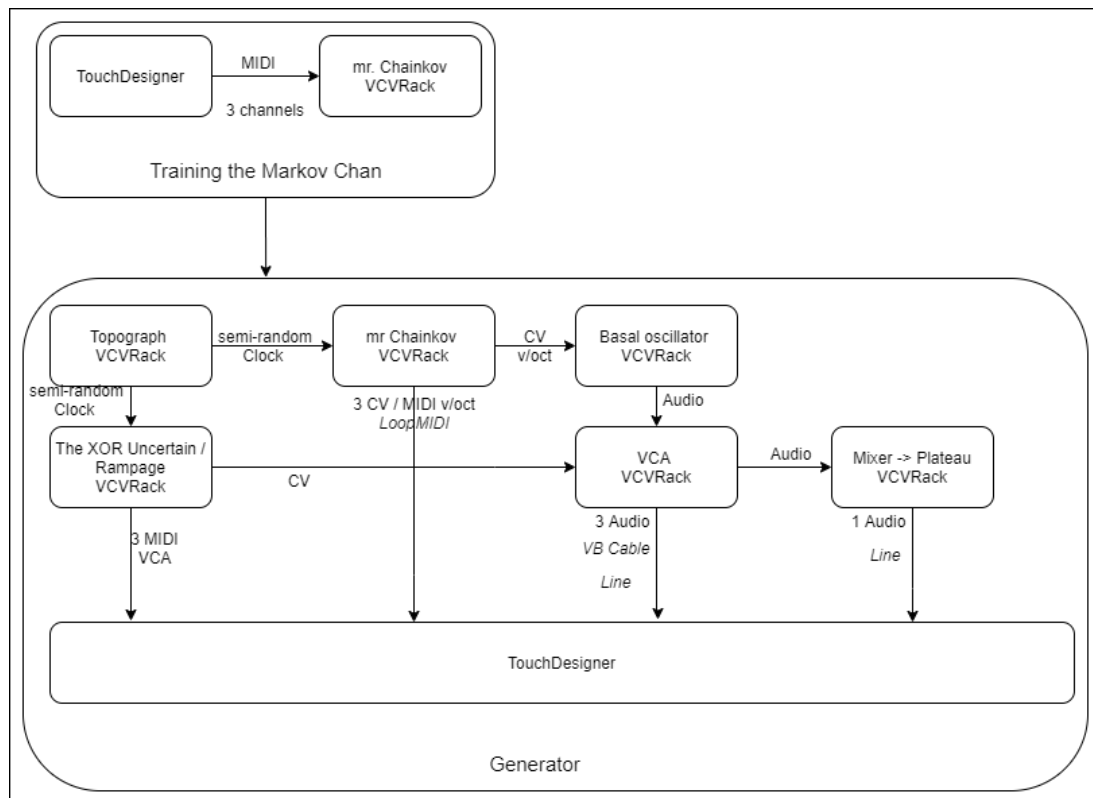 TouchDesigner
MIDI
3 channels
mr. Chainkov
VCVRack
Training the Markov Chan
Topograph
VCVRack
semi-random
Clock
mr Chainkov
VCVRack
CV
v/oct
Basal oscillator
VCVRack
semi-random
Clock
3 CV / MIDI v/oct
LoopMIDI
Audio
The XOR Uncertain /
Rampage
VCVRack
CV
VCA
VCVRack
Audio
Mixer -> Plateau
VCVRack
3 MIDI
VCA
3 Audio
VB Cable
Line
1 Audio
Line
TouchDesigner
Generator